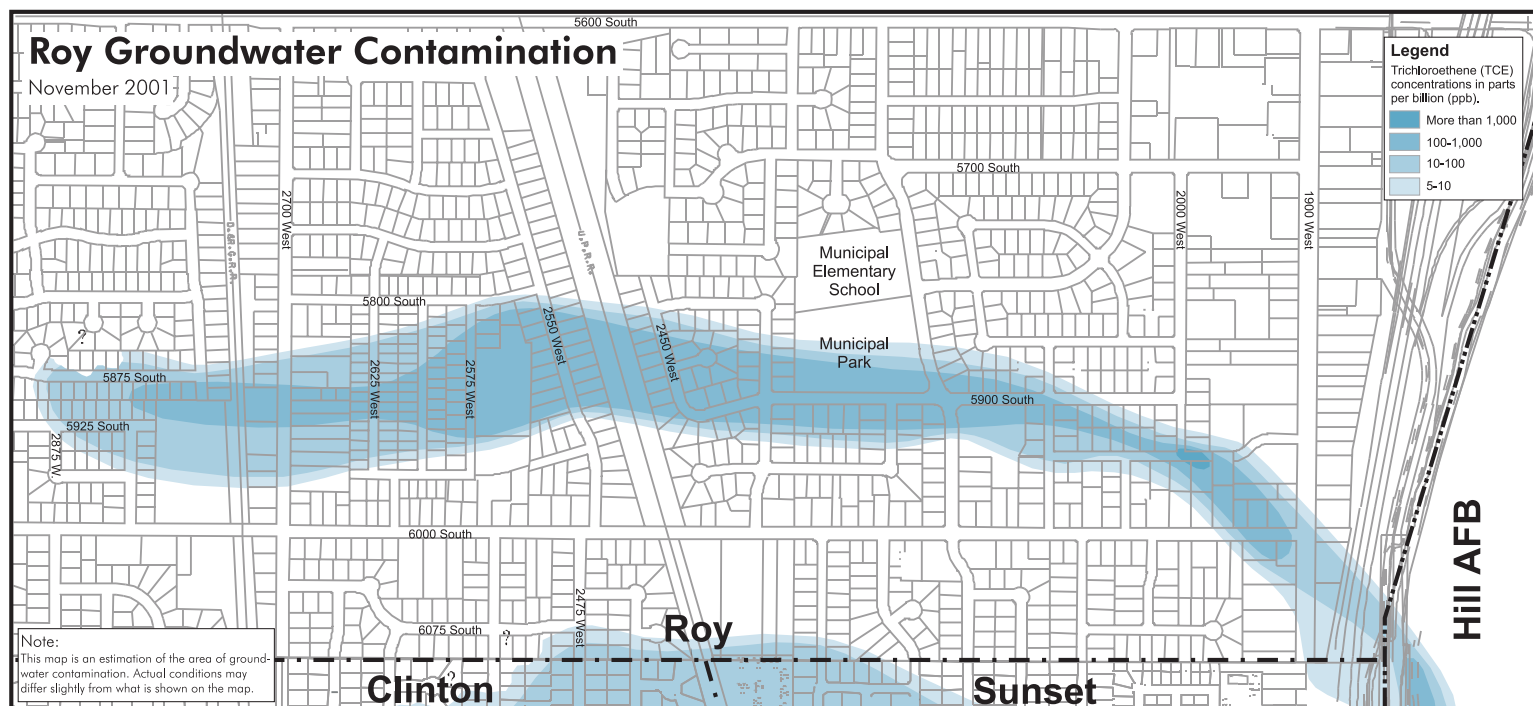 5600 South
Roy Groundwater Contamination
November 2001
Legend
Trichloroethene (TCE)
concentrations in parts
per billion (ppb).
More than 1,000
100-1,000
10-100
5-10
5700 South
2700 West
2000 West
1900 West
D.&R.G.R.R.
U.P.R.R.
Municipal
Elementary
School
5800 South
2550 West
2450 West
?
Municipal
Park
5875 South
2625 West
2575 West
5900 South
5925 South
2875 W.
6000 South
Hill AFB
2475 West
6075 South
?
Roy
Note:
This map is an estimation of the area of ground-
water contamination. Actual conditions may
differ slightly from what is shown on the map.
?
Clinton
Sunset